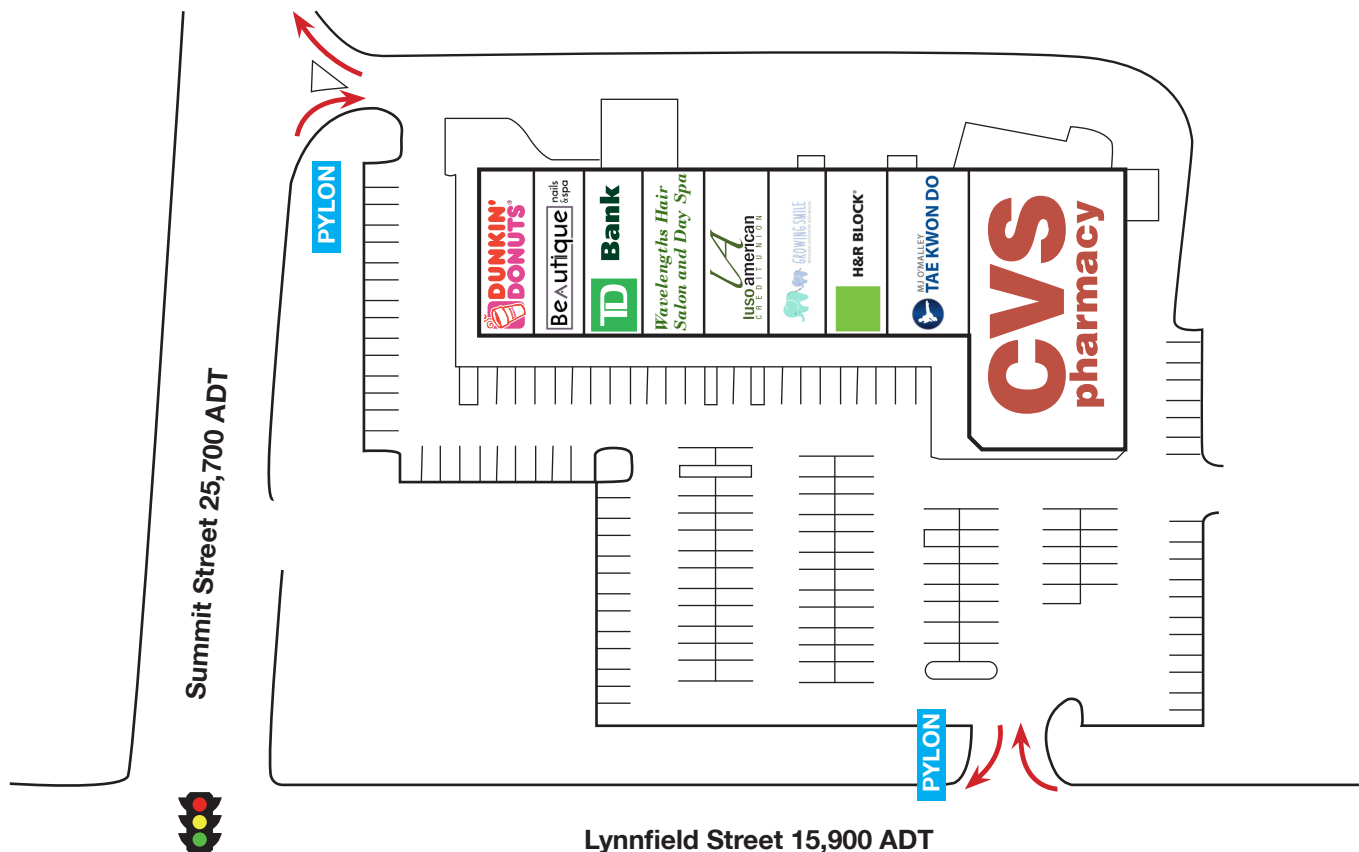 PYLON
DUNKIN'
DONUTS®
Beautique nails
& spa
TD Bank
Wavelengths Hair
Salon and Day Spa
LA
luso american
CREDIT UNION
GROWING SMILE
H&R BLOCK®
MJ O'MALLEY
TAE KWON DO
CVS
pharmacy
Summit Street 25,700 ADT
PYLON
Lynnfield Street 15,900 ADT